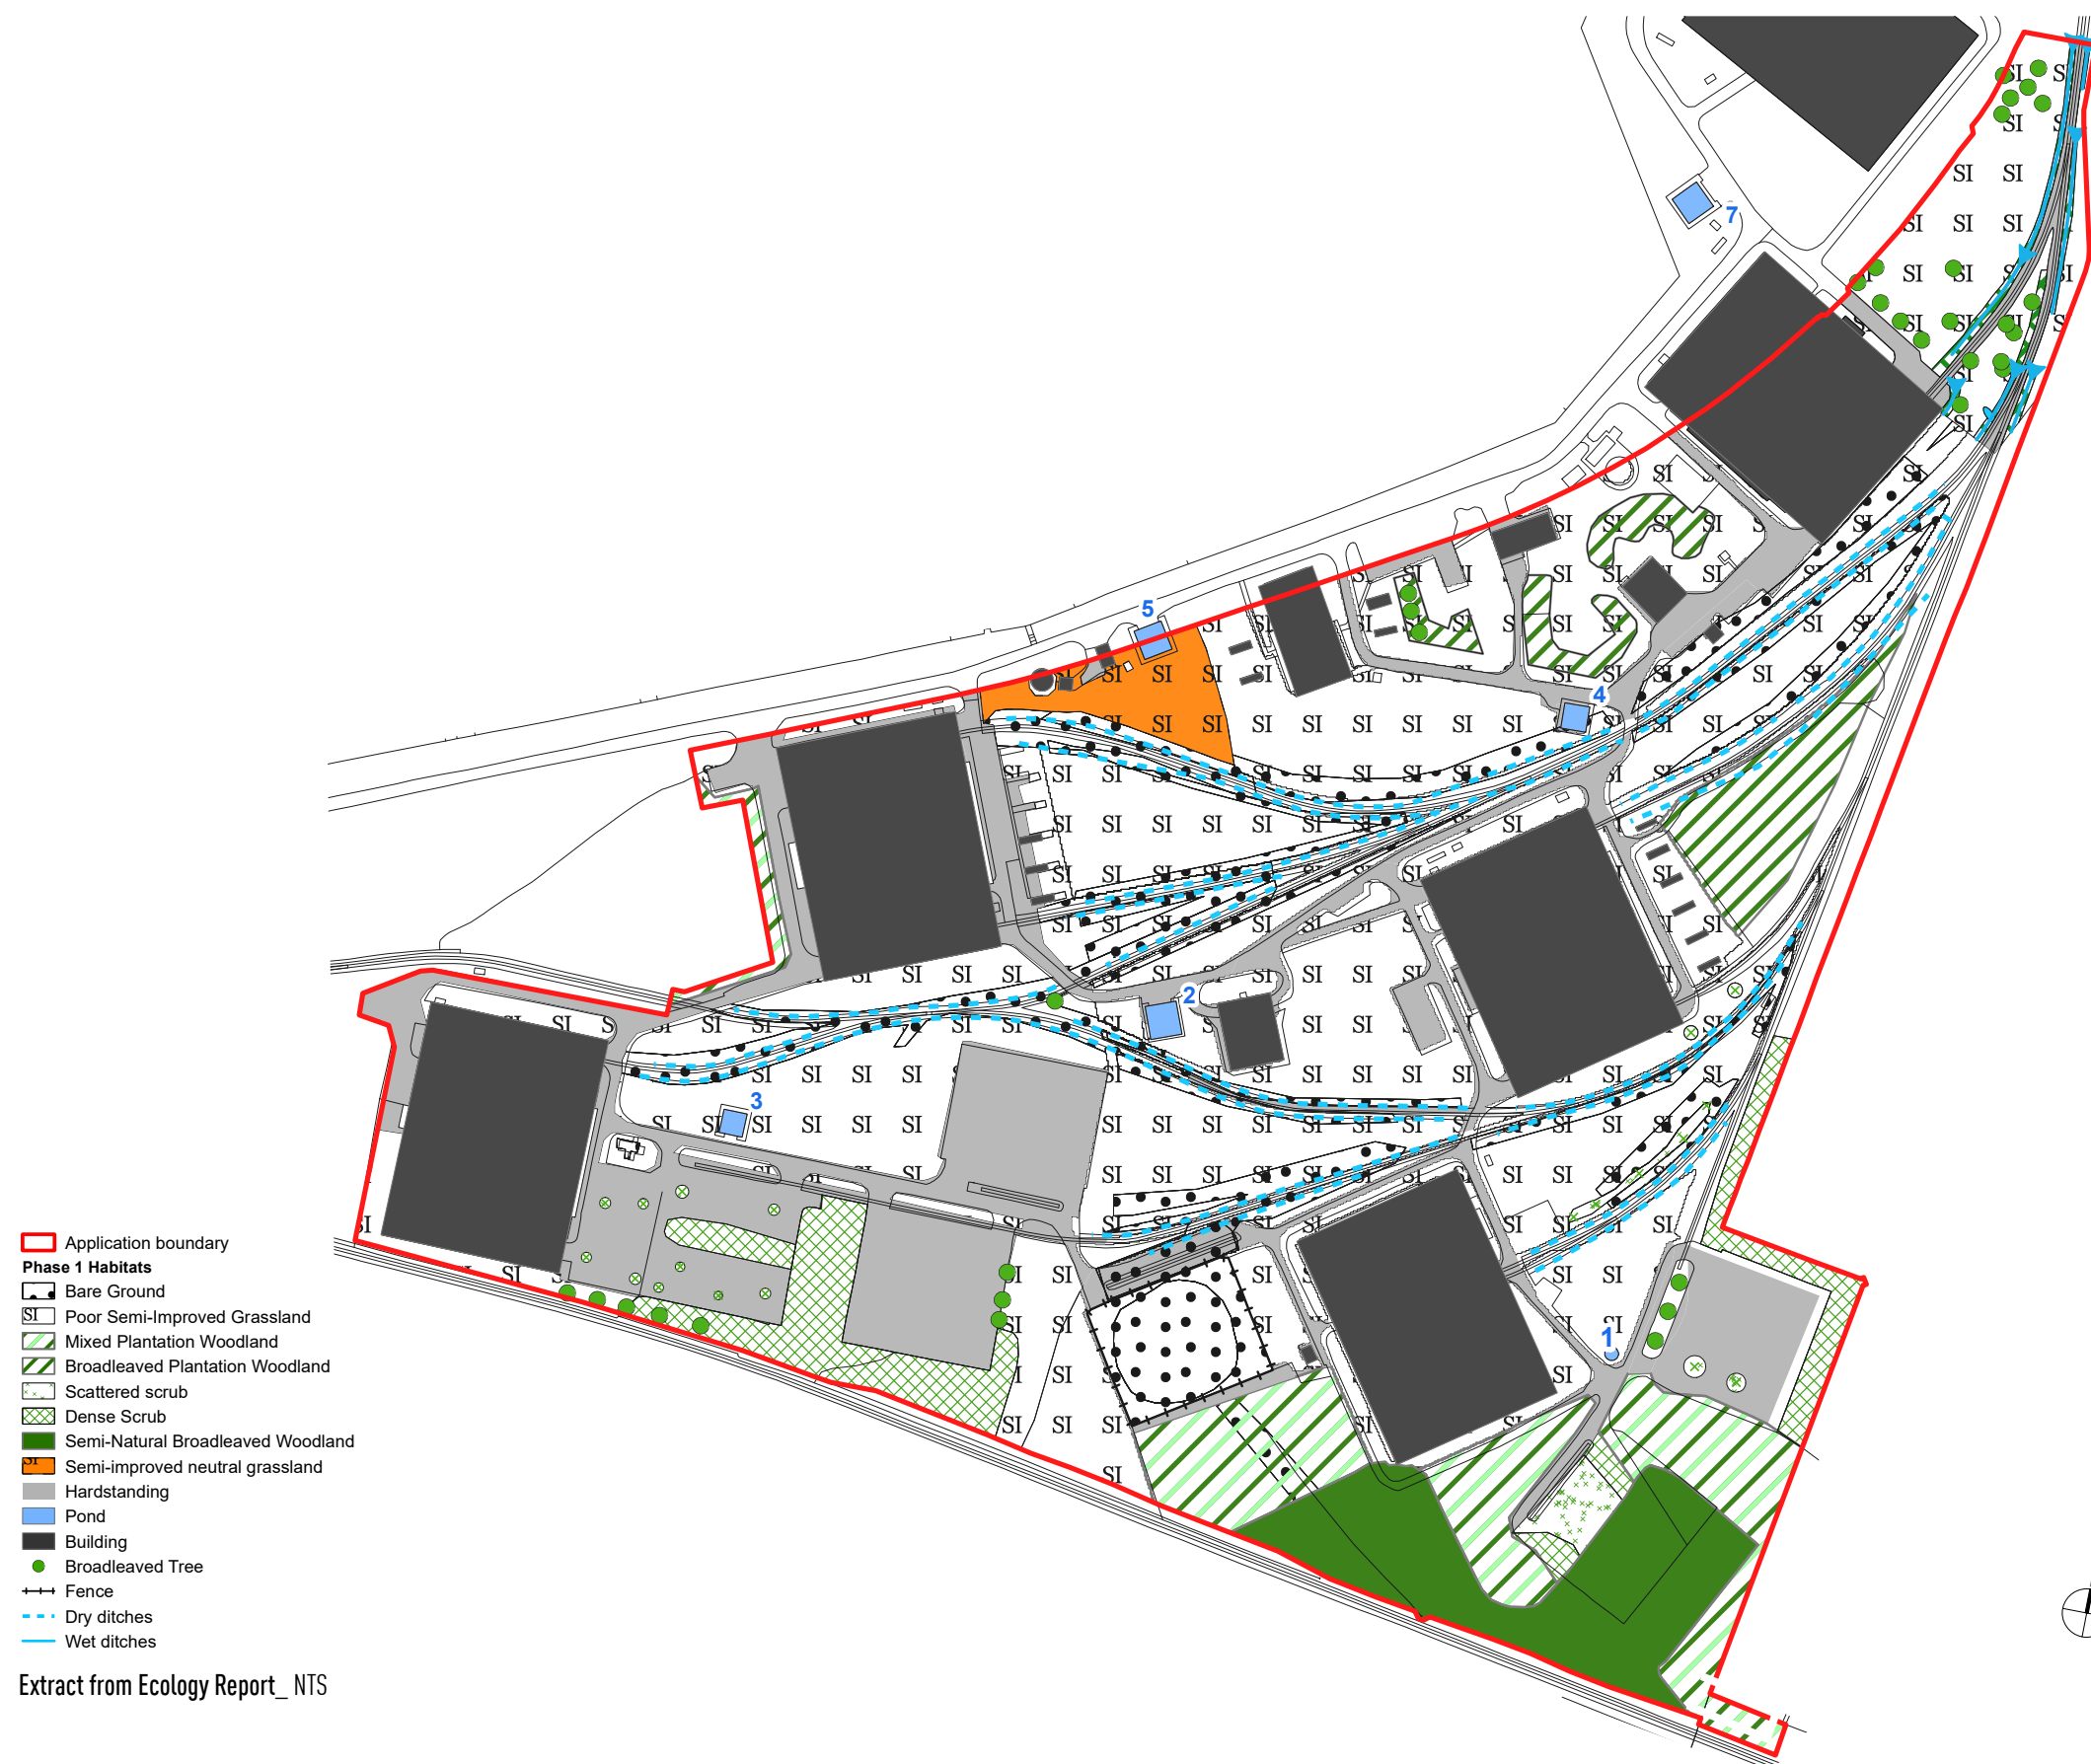 7
5
4
2
3
1
Application boundary
Phase 1 Habitats
Bare Ground
SI Poor Semi-Improved Grassland
Mixed Plantation Woodland
Broadleaved Plantation Woodland
Scattered scrub
Dense Scrub
Semi-Natural Broadleaved Woodland
SI Semi-improved neutral grassland
Hardstanding
Pond
Building
Broadleaved Tree
Fence
Dry ditches
Wet ditches
Extract from Ecology Report_ NTS